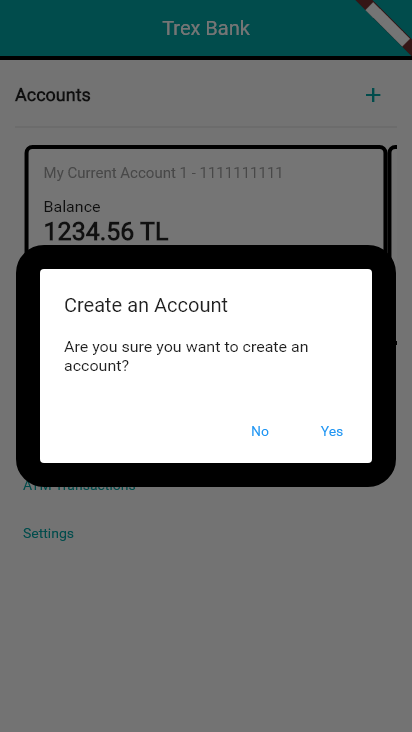 Trex Bank
Accounts
My Current Account 1 - 1111111111
Balance
1234.56 TL
Create an Account
Are you sure you want to create an
account?
No
Yes
ATM Transactions
Settings